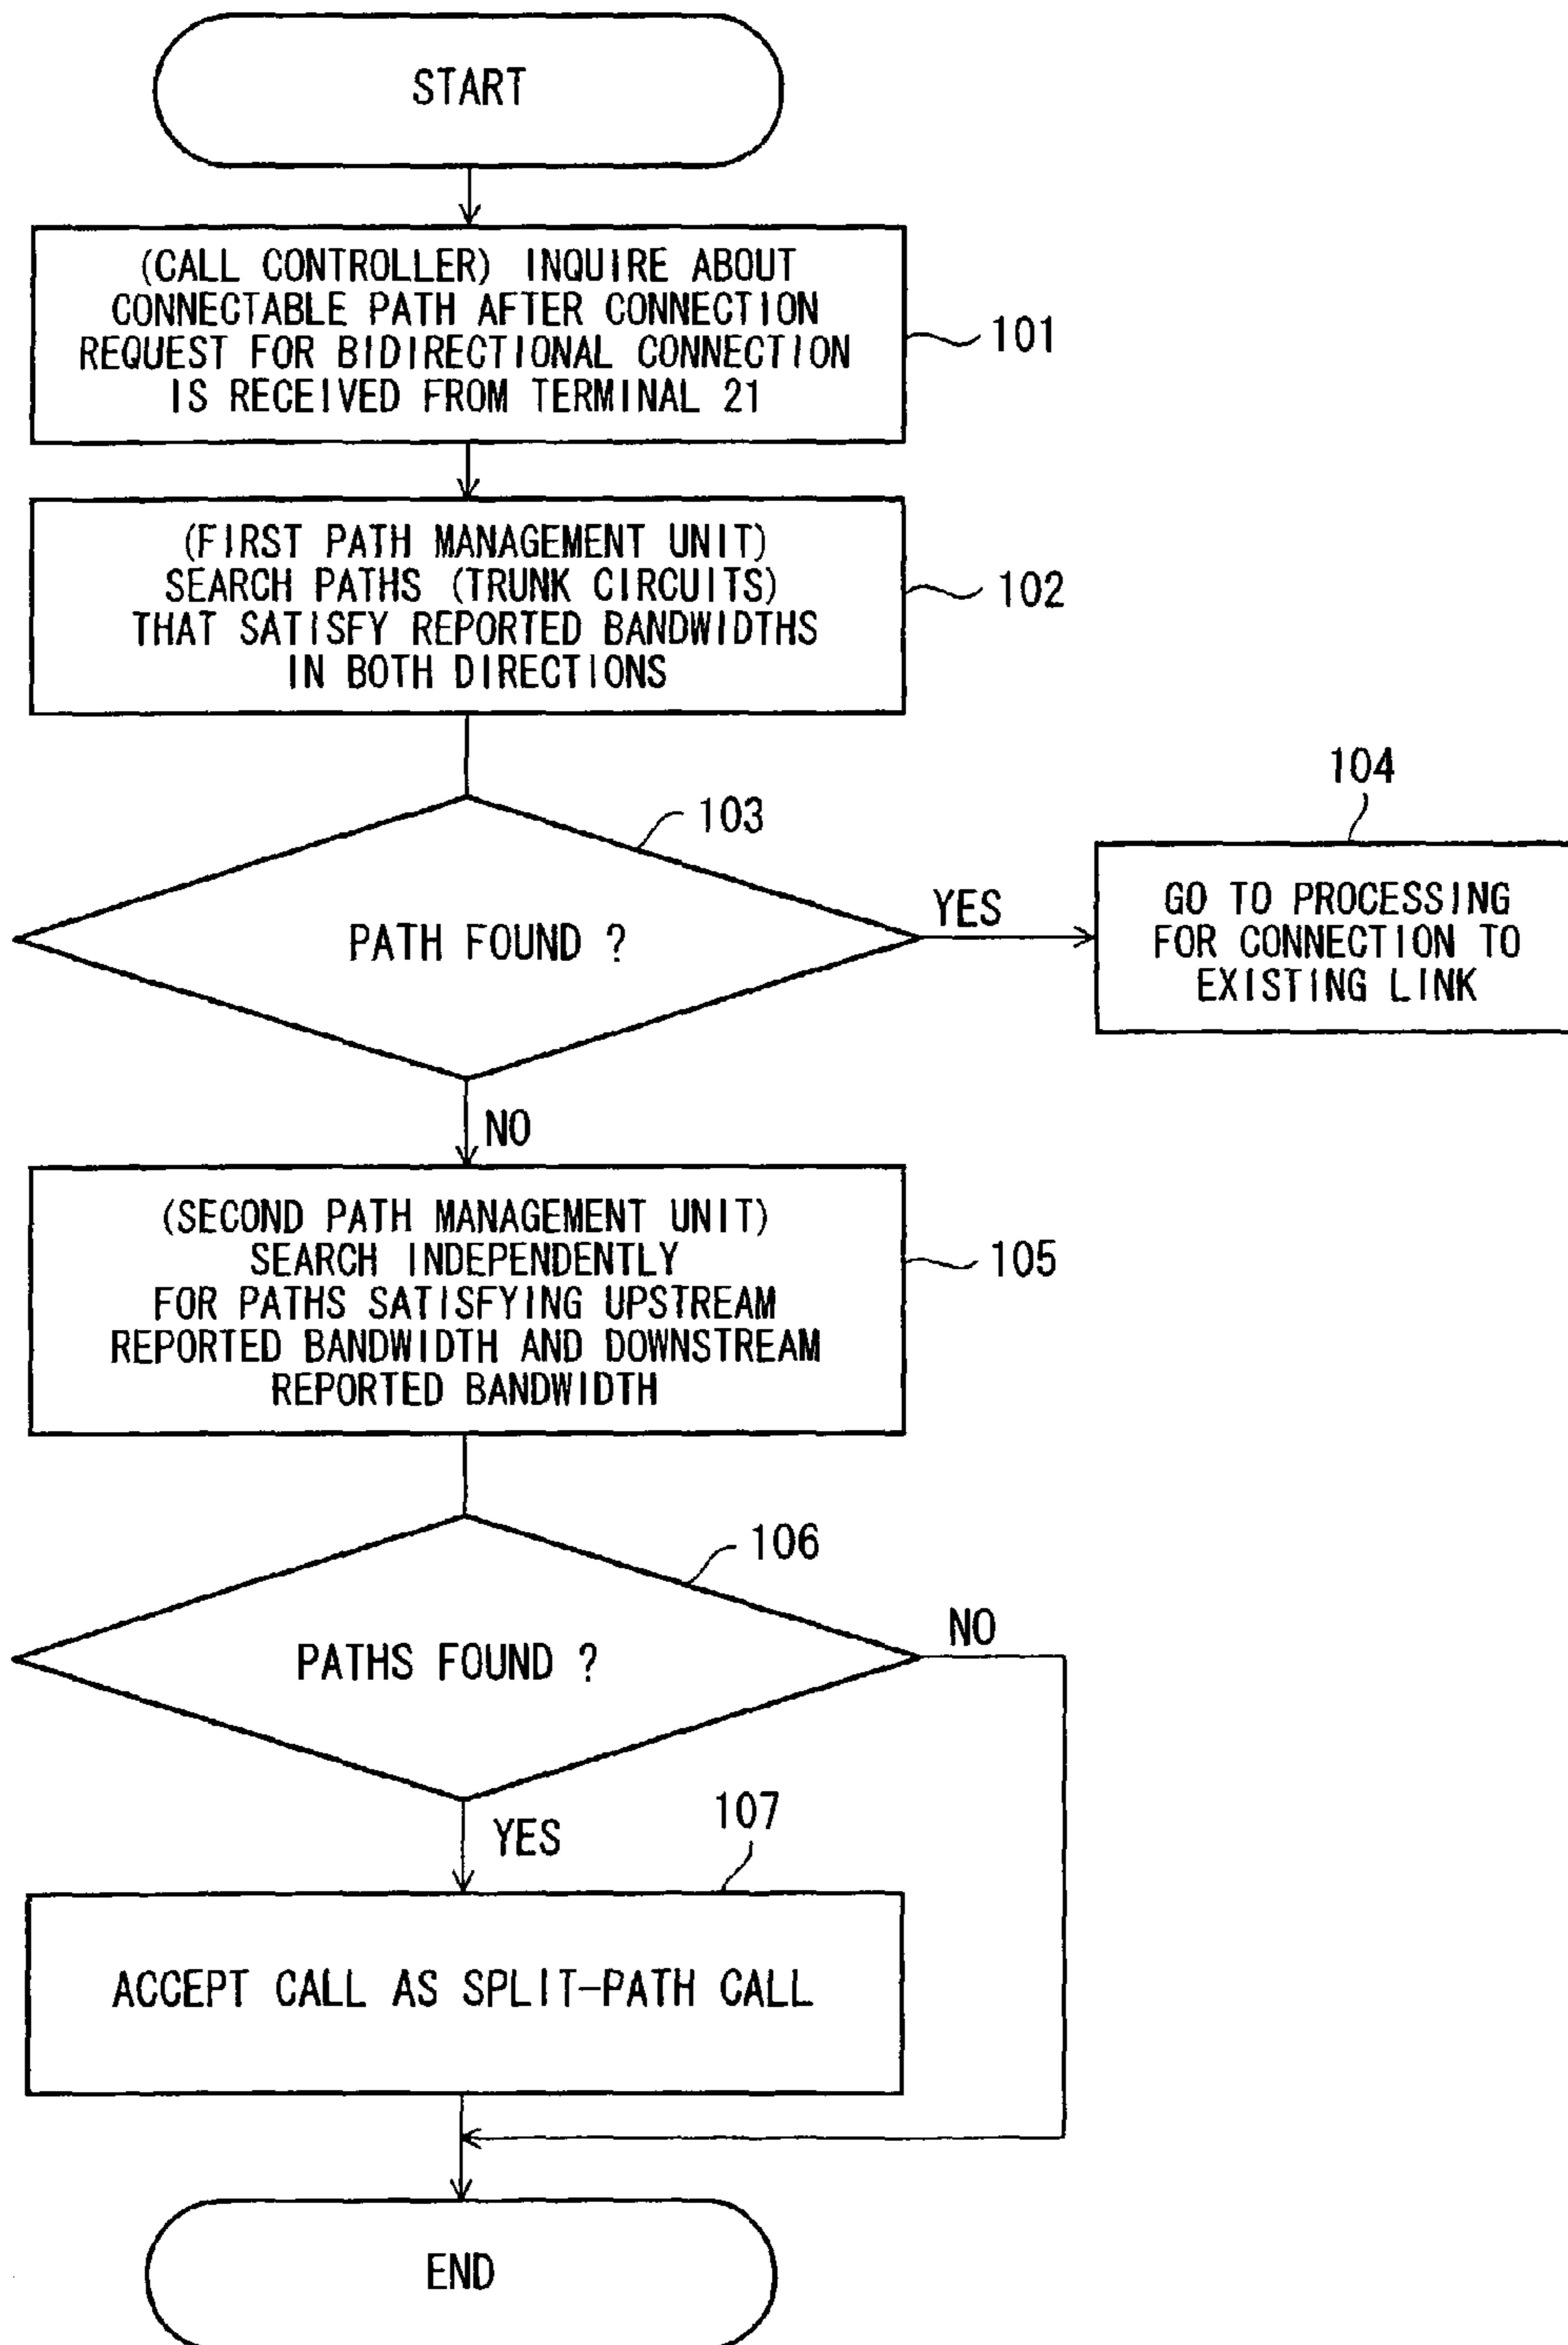 START
(CALL CONTROLLER) INQUIRE ABOUT
CONNECTABLE PATH AFTER CONNECTION
REQUEST FOR BIDIRECTIONAL CONNECTION
IS RECEIVED FROM TERMINAL 21
101
(FIRST PATH MANAGEMENT UNIT)
SEARCH PATHS (TRUNK CIRCUITS)
THAT SATISFY REPORTED BANDWIDTHS
IN BOTH DIRECTIONS
102
103
PATH FOUND ?
YES
104
GO TO PROCESSING
FOR CONNECTION TO
EXISTING LINK
NO
(SECOND PATH MANAGEMENT UNIT)
SEARCH INDEPENDENTLY
FOR PATHS SATISFYING UPSTREAM
REPORTED BANDWIDTH AND DOWNSTREAM
REPORTED BANDWIDTH
105
106
PATHS FOUND ?
NO
YES
107
ACCEPT CALL AS SPLIT-PATH CALL
END